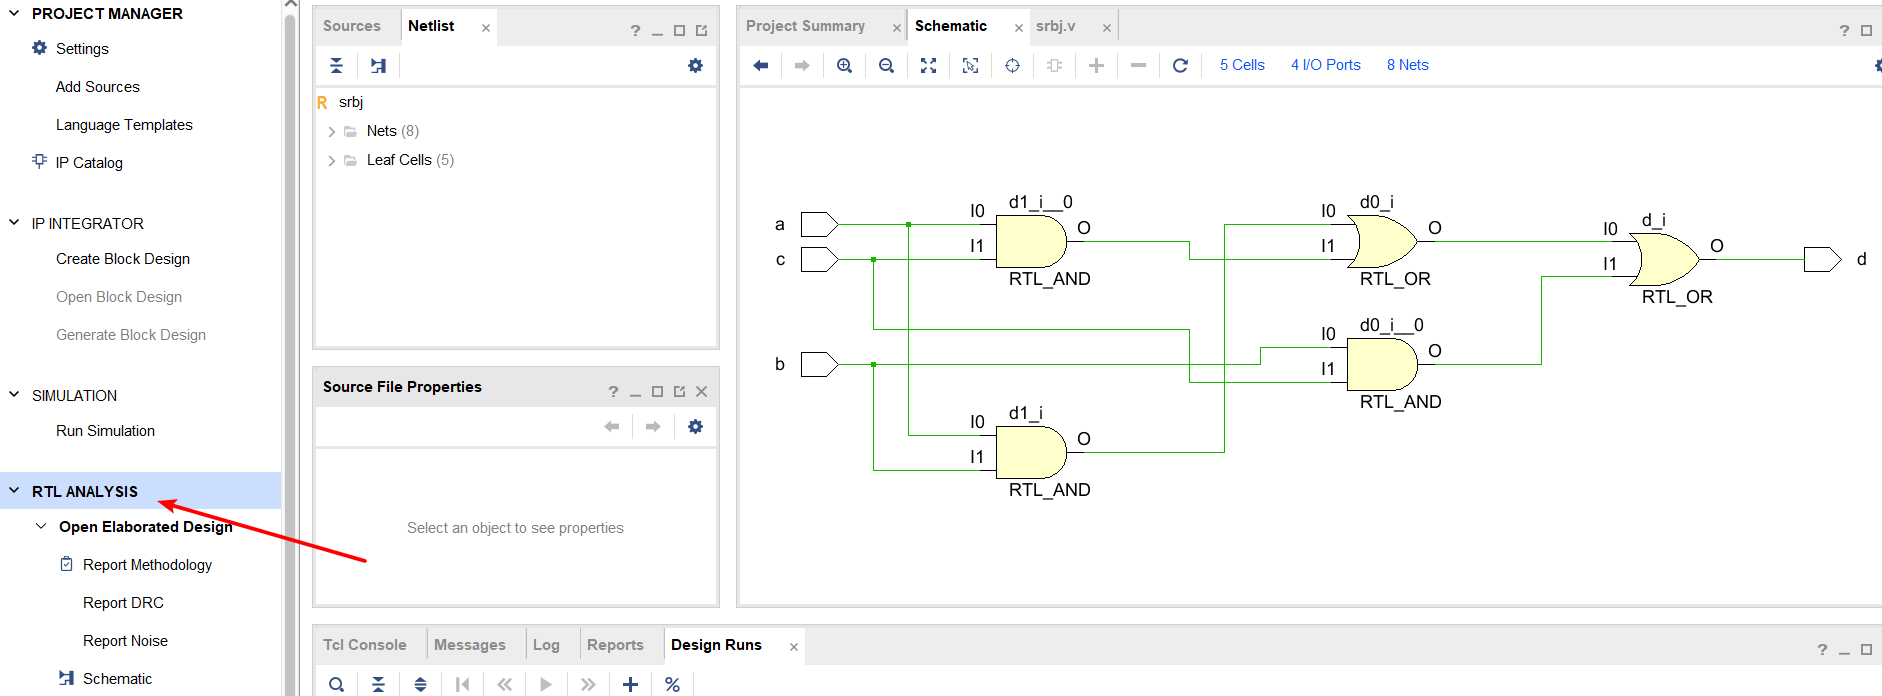 PROJECT MANAGER
Settings
Add Sources
Language Templates
IP Catalog
IP INTEGRATOR
Create Block Design
Open Block Design
Generate Block Design
SIMULATION
Run Simulation
RTL ANALYSIS
Open Elaborated Design
Report Methodology
Report DRC
Report Noise
Schematic
Sources Netlist
srbj
Nets (8)
Leaf Cells (5)
Source File Properties
Select an object to see properties
Project Summary Schematic srbj.v
5 Cells 4 I/O Ports 8 Nets
a
c
b
d1_i__0
I0
I1
O
RTL_AND
d1_i
I0
I1
O
RTL_AND
d0_i
I0
I1
O
RTL_OR
d0_i__0
I0
I1
O
RTL_AND
d_i
I0
I1
O
RTL_OR
d
Tcl Console Messages Log Reports Design Runs